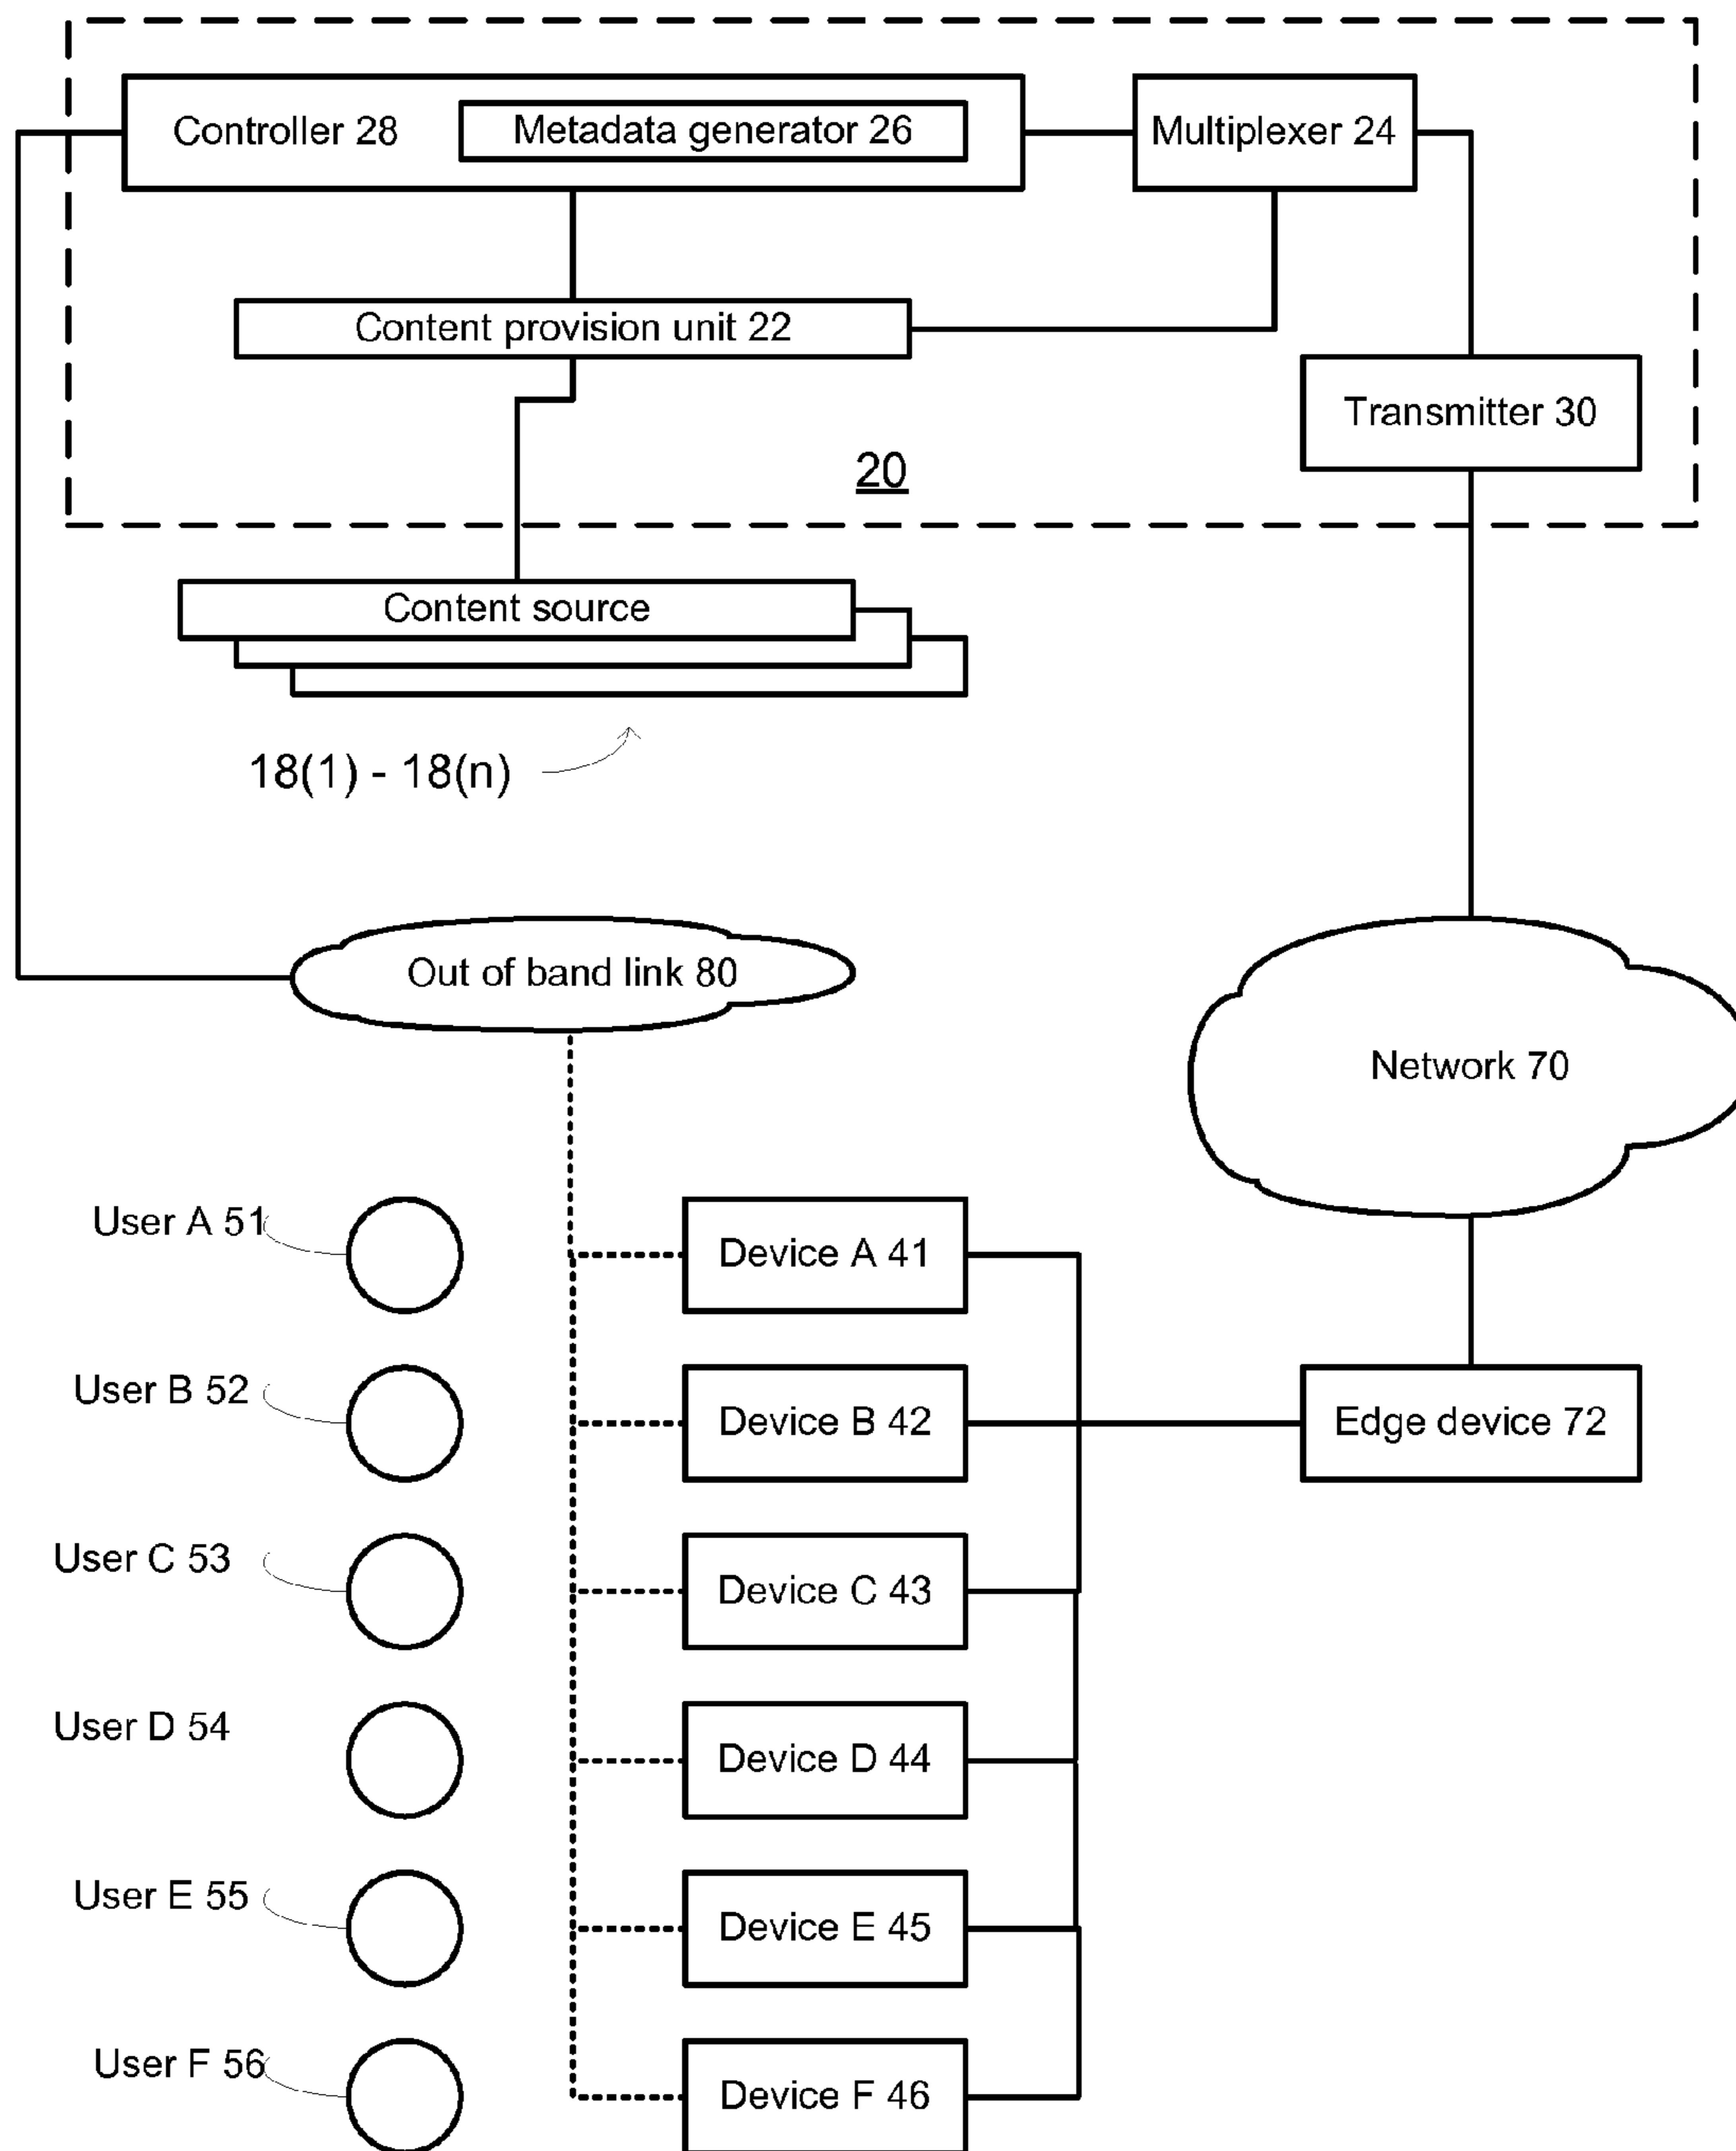 Controller 28
Metadata generator 26
Multiplexer 24
Content provision unit 22
Transmitter 30
20
Content source
18(1) - 18(n)
Out of band link 80
Network 70
User A 51
Device A 41
User B 52
Device B 42
Edge device 72
User C 53
Device C 43
User D 54
Device D 44
User E 55
Device E 45
User F 56
Device F 46